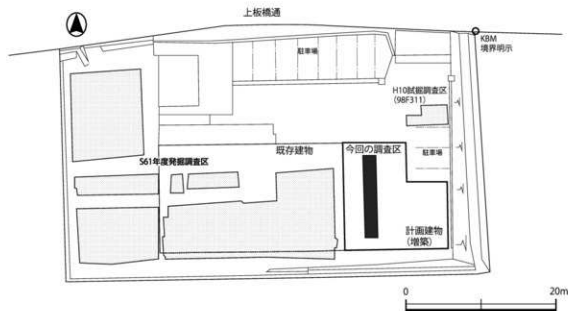 上板橋通
KBM
境界明示
駐車場
H10試掘調査区
(98F311)
S61年度発掘調査区
既存建物
今回の調査区
駐車場
計画建物
(増築)
0
20m